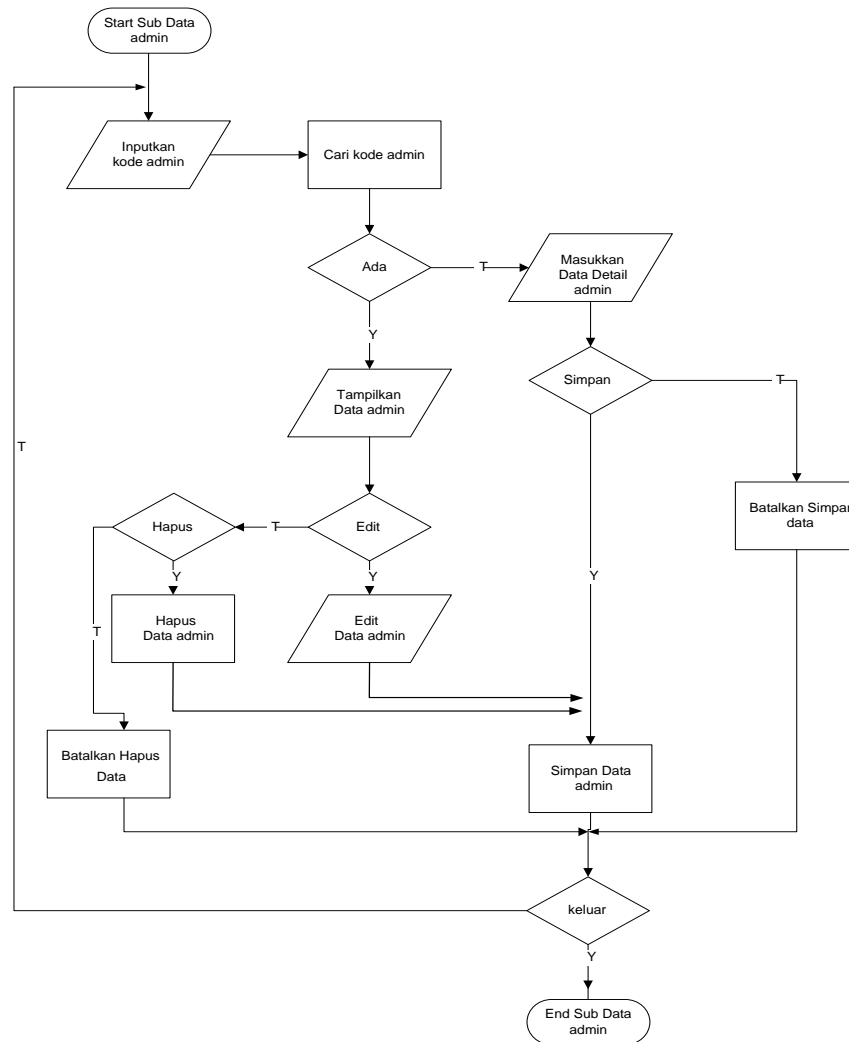 Start Sub Data
admin
Inputkan
kode admin
Cari kode admin
Ada
T
Masukkan
Data Detail
admin
Y
Simpan
T
Tampilkan
Data admin
T
Batalkan Simpan
data
Hapus
T
Edit
Y
Y
Y
Hapus
Data admin
Edit
Data admin
T
Batalkan Hapus
Data
Simpan Data
admin
keluar
Y
End Sub Data
admin